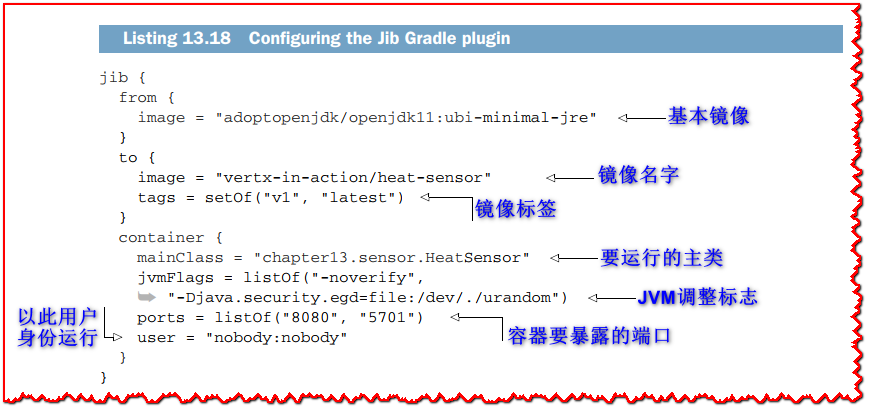 Listing 13.18 Configuring the Jib Gradle plugin
jib {
from {
image = "adoptopenjdk/openjdk11:ubi-minimal-jre" 基本镜像
}
to {
image = "vertx-in-action/heat-sensor" 镜像名字
tags = setOf("v1", "latest") 镜像标签
}
container {
mainClass = "chapter13.sensor.HeatSensor" 要运行的主类
jvmFlags = listOf("-noverify",
"-Djava.security.egd=file:/dev/./urandom") JVM调整标志
ports = listOf("8080", "5701") 容器要暴露的端口
以此用户
身份运行 user = "nobody:nobody"
}
}